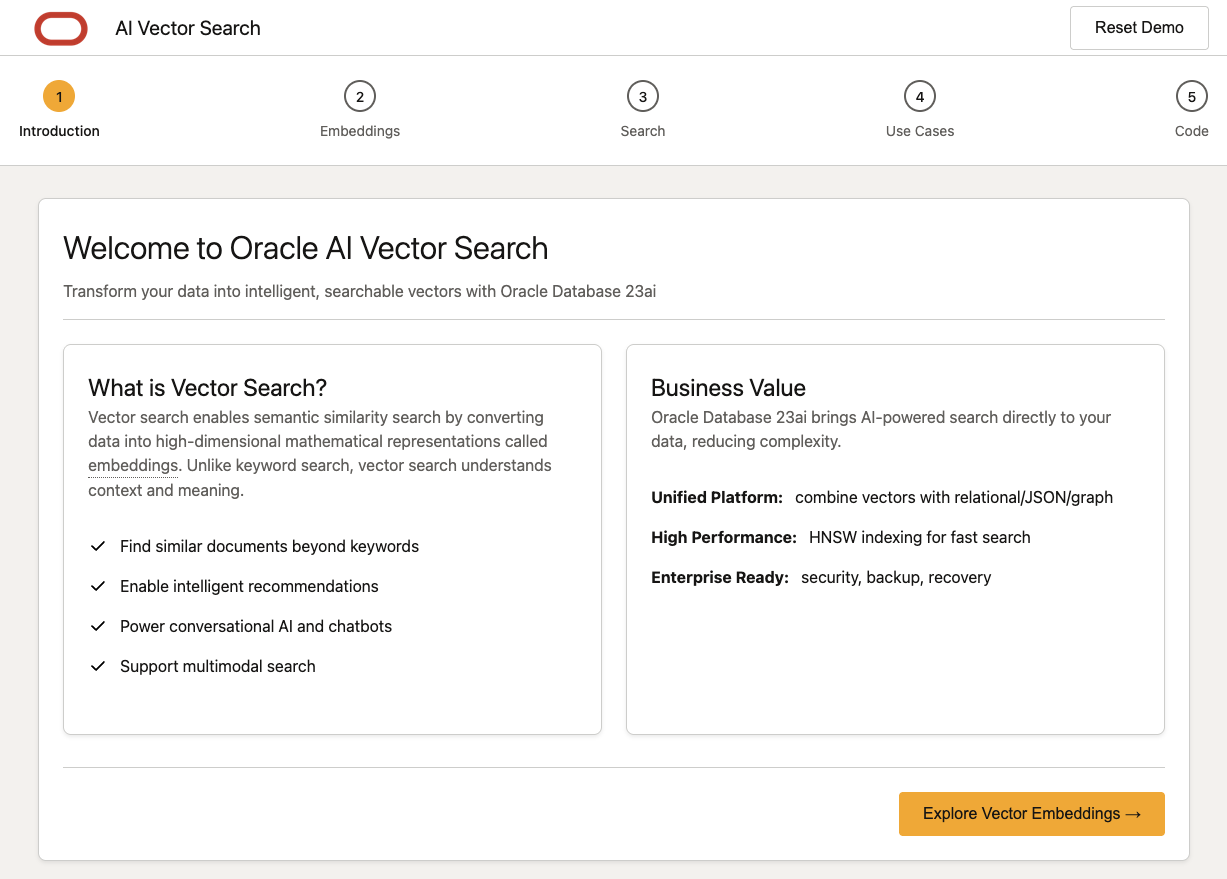 AI Vector Search
Reset Demo
1
Introduction
2
Embeddings
3
Search
4
Use Cases
5
Code
Welcome to Oracle AI Vector Search
Transform your data into intelligent, searchable vectors with Oracle Database 23ai
What is Vector Search?
Vector search enables semantic similarity search by converting
data into high-dimensional mathematical representations called
embeddings. Unlike keyword search, vector search understands
context and meaning.
Find similar documents beyond keywords
Enable intelligent recommendations
Power conversational AI and chatbots
Support multimodal search
Business Value
Oracle Database 23ai brings AI-powered search directly to your
data, reducing complexity.
Unified Platform: combine vectors with relational/JSON/graph
High Performance: HNSW indexing for fast search
Enterprise Ready: security, backup, recovery
Explore Vector Embeddings →